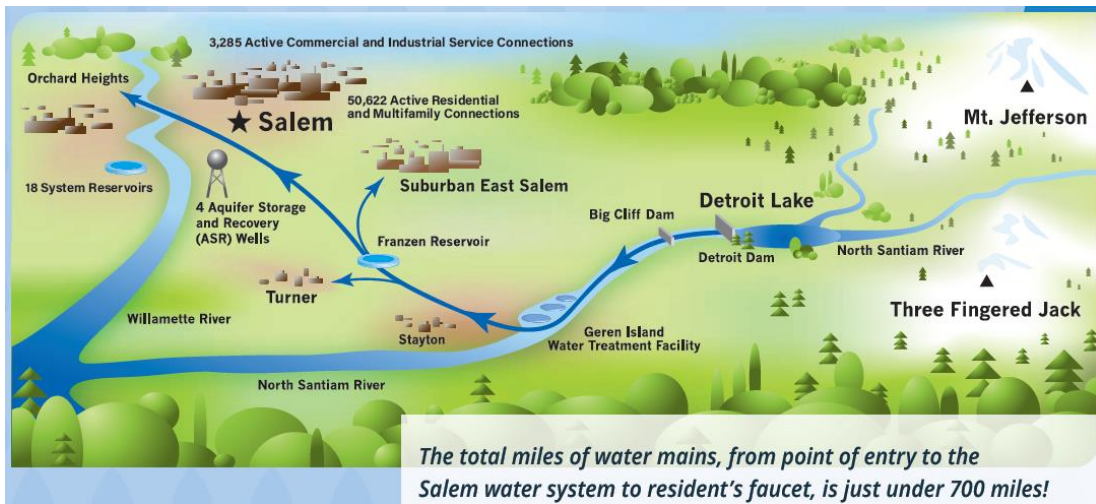 3,285 Active Commercial and Industrial Service Connections
Orchard Heights
50,622 Active Residential
and Multifamily Connections
★ Salem
Mt. Jefferson
18 System Reservoirs
4 Aquifer Storage
and Recovery
(ASR) Wells
Suburban East Salem
Detroit Lake
Big Cliff Dam
Franzen Reservoir
Detroit Dam
North Santiam River
Turner
Three Fingered Jack
Willamette River
Stayton
Geren Island
Water Treatment Facility
North Santiam River
The total miles of water mains, from point of entry to the
Salem water system to resident's faucet, is just under 700 miles!